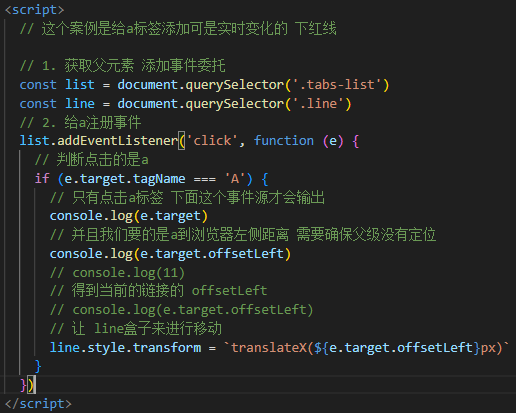 <script>
// 这个案例是给a标签添加可是实时变化的 下红线
// 1. 获取父元素 添加事件委托
const list = document.querySelector('.tabs-list')
const line = document.querySelector('.line')
// 2. 给a注册事件
list.addEventListener('click', function (e) {
// 判断点击的是a
if (e.target.tagName === 'A') {
// 只有点击a标签 下面这个事件源才会输出
console.log(e.target)
// 并且我们要的是a到浏览器左侧距离 需要确保父级没有定位
console.log(e.target.offsetLeft)
// console.log(11)
// 得到当前的链接的 offsetLeft
// console.log(e.target.offsetLeft)
// 让 line盒子来进行移动
line.style.transform = `translateX(${e.target.offsetLeft}px)`
}
})
</script>